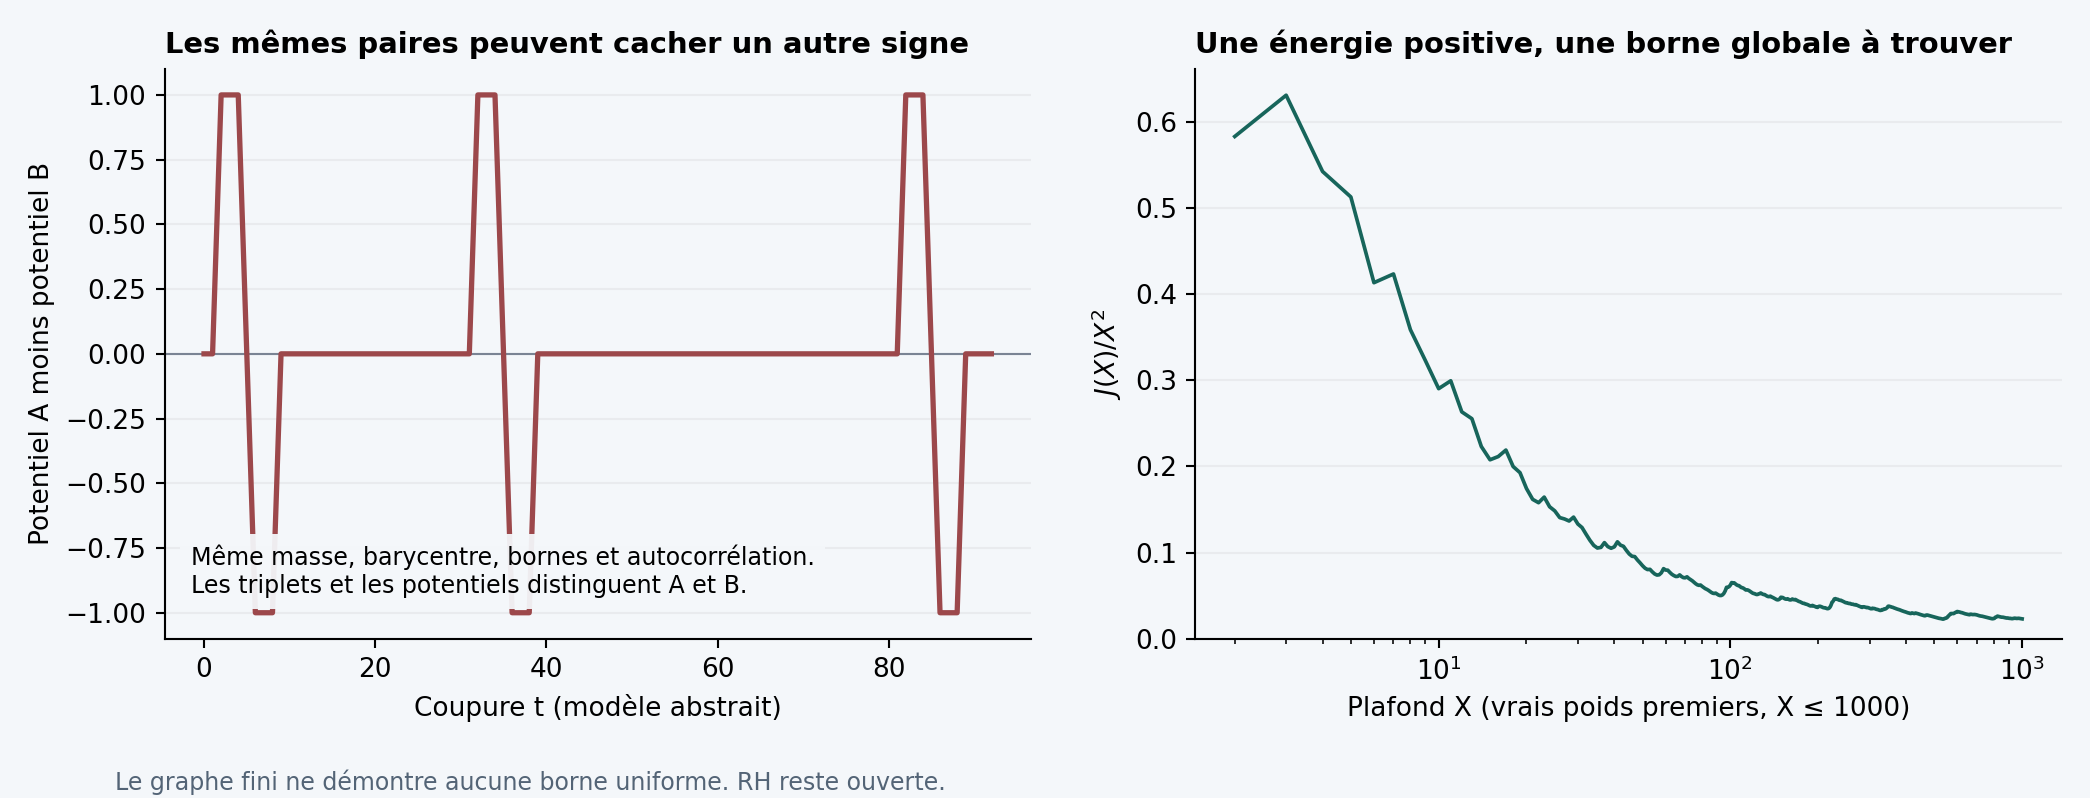 Les mêmes paires peuvent cacher un autre signe
Potentiel A moins potentiel B
1.00
0.75
0.50
0.25
0.00
−0.25
−0.50
−0.75
−1.00
Même masse, barycentre, bornes et autocorrélation.
Les triplets et les potentiels distinguent A et B.
0 20 40 60 80
Coupure t (modèle abstrait)
Une énergie positive, une borne globale à trouver
J(X)/X²
0.6
0.5
0.4
0.3
0.2
0.1
0.0
10¹ 10² 10³
Plafond X (vrais poids premiers, X ≤ 1000)
Le graphe fini ne démontre aucune borne uniforme. RH reste ouverte.